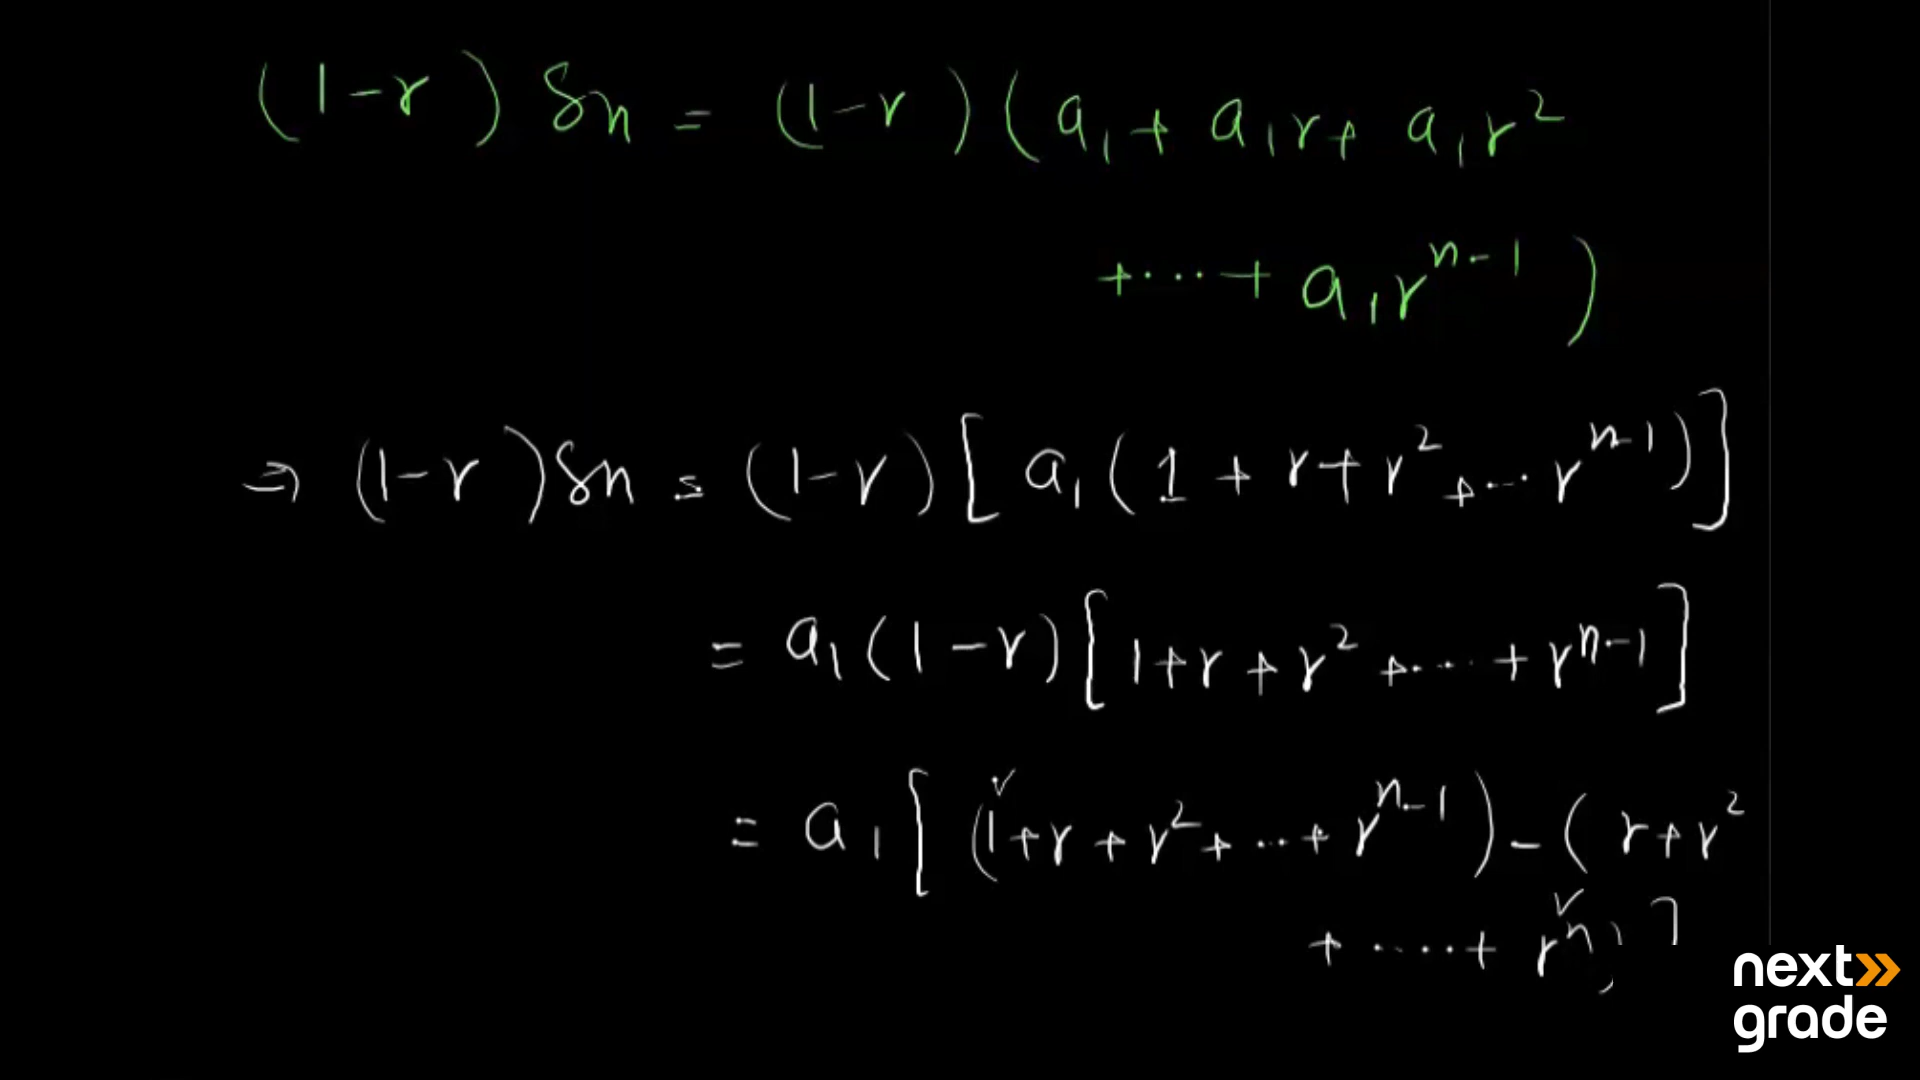 (1-r) Sn = (1-r)(a₁+ a₁r+ a₁r²
+···+ a₁rⁿ⁻¹)
⇒ (1-r)Sn = (1-r)[a₁(1+r+r²+···rⁿ⁻¹)]
= a₁(1-r)[1+r+r²+···+rⁿ⁻¹]
= a₁[(1+r+r²+···+rⁿ⁻¹)-(r+r²
+····+ rⁿ)]
next»
grade